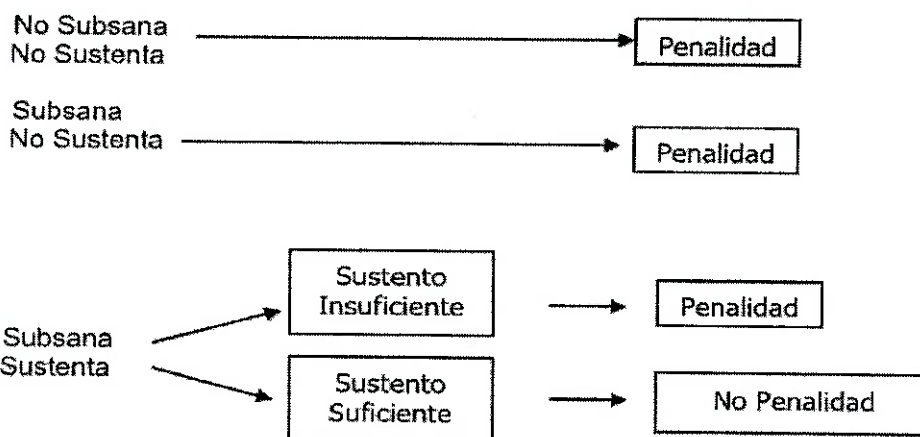 No Subsana
No Sustenta
Penalidad
Subsana
No Sustenta
Penalidad
Sustento
Insuficiente
Penalidad
Subsana
Sustenta
Sustento
Suficiente
No Penalidad